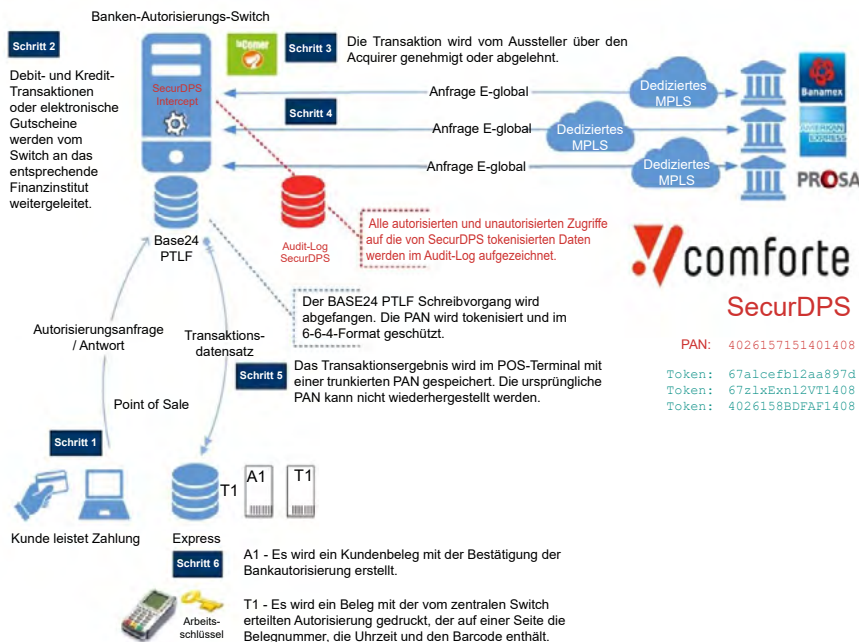 Banken-Autorisierungs-Switch
Schritt 2
Debit- und Kredit-
Transaktionen
oder elektronische
Gutscheine
werden vom
Switch an das
entsprechende
Finanzinstitut
weitergeleitet.
SecurDPS
Intercept
laComer
Schritt 3
Die Transaktion wird vom Aussteller über den
Acquirer genehmigt oder abgelehnt.
Schritt 4
Anfrage E-global
Dediziertes
MPLS
Banamex
Anfrage E-global
Dediziertes
MPLS
AMERICAN
EXPRESS
Anfrage E-global
Dediziertes
MPLS
PROSA
Base24
PTLF
Audit-Log
SecurDPS
Alle autorisierten und unautorisierten Zugriffe
auf die von SecurDPS tokenisierten Daten
werden im Audit-Log aufgezeichnet.
comforte
SecurDPS
PAN: 4026157151401408
Token: 67a1cefb12aa897d
Token: 67z1xExn12VT1408
Token: 4026158BDFAF1408
Der BASE24 PTLF Schreibvorgang wird
abgefangen. Die PAN wird tokenisiert und im
6-6-4-Format geschützt.
Autorisierungsanfrage
/ Antwort
Transaktions-
datensatz
Schritt 5
Das Transaktionsergebnis wird im POS-Terminal mit
einer trunkierten PAN gespeichert. Die ursprüngliche
PAN kann nicht wiederhergestellt werden.
Point of Sale
Schritt 1
Kunde leistet Zahlung
T1
A1
T1
Express
Schritt 6
A1 - Es wird ein Kundenbeleg mit der Bestätigung der
Bankautorisierung erstellt.
Arbeits-
schlüssel
T1 - Es wird ein Beleg mit der vom zentralen Switch
erteilten Autorisierung gedruckt, der auf einer Seite die
Belegnummer, die Uhrzeit und den Barcode enthält.